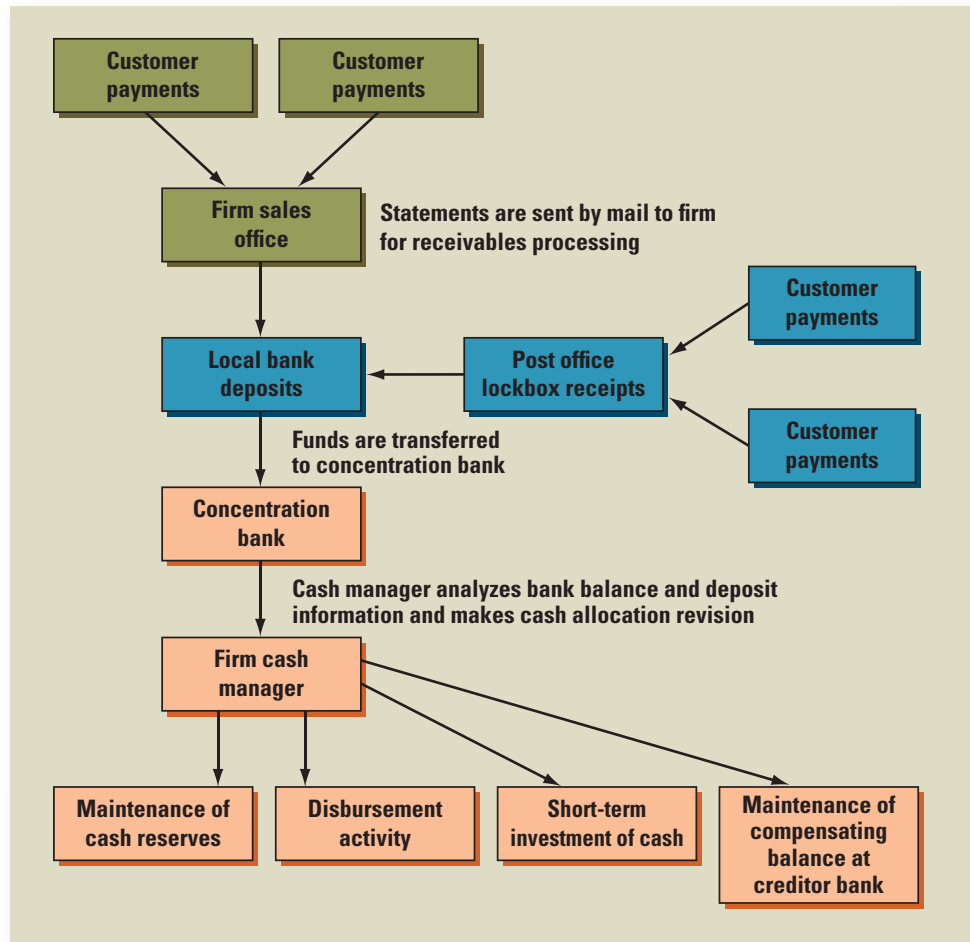 Customer
payments
Customer
payments
Firm sales
office
Statements are sent by mail to firm
for receivables processing
Customer
payments
Local bank
deposits
Post office
lockbox receipts
Customer
payments
Funds are transferred
to concentration bank
Concentration
bank
Cash manager analyzes bank balance and deposit
information and makes cash allocation revision
Firm cash
manager
Maintenance of
cash reserves
Disbursement
activity
Short-term
investment of cash
Maintenance of
compensating
balance at
creditor bank